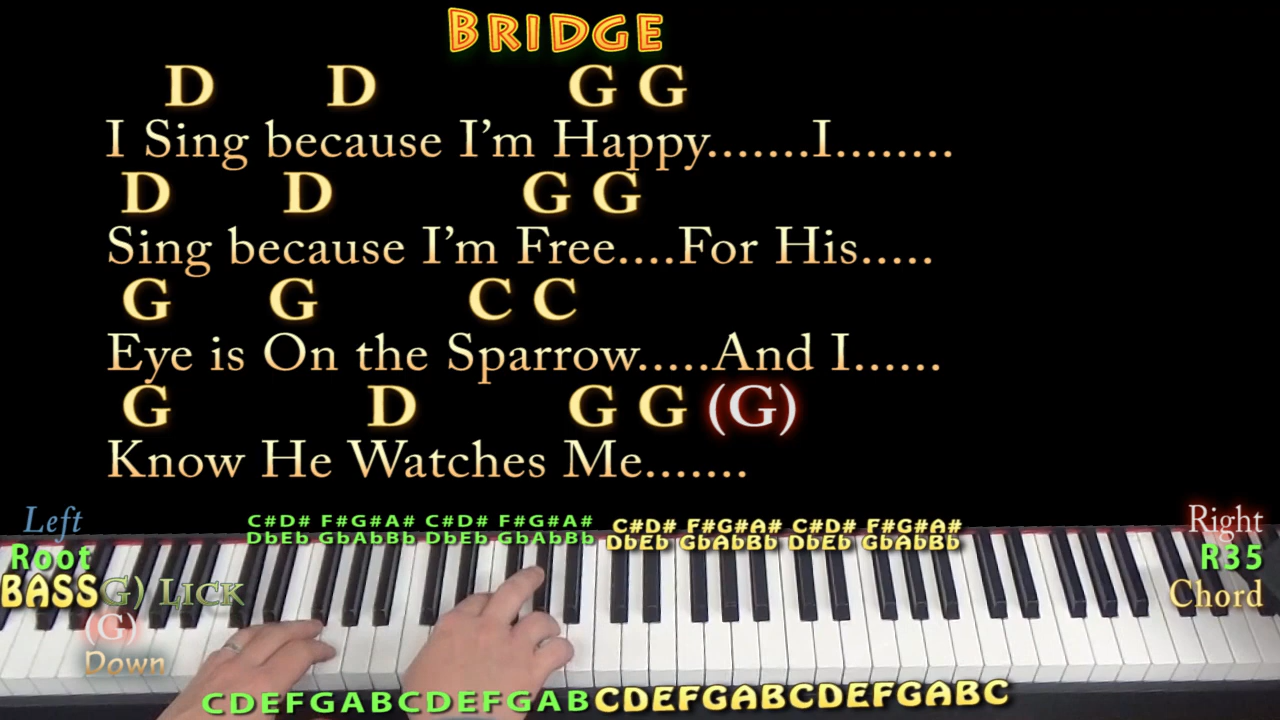 BRIDGE
D D G G
I Sing because I’m Happy.......I........
D D G G
Sing because I’m Free....For His.....
G G C C
Eye is On the Sparrow.....And I......
G D G G (G)
Know He Watches Me.......
Left
Root
BASS G) LICK
(G)
Down
C#D# F#G#A# C#D# F#G#A# C#D# F#G#A# C#D# F#G#A#
DbEb GbAbBb DbEb GbAbBb DbEb GbAbBb DbEb GbAbBb
Right
R35
Chord
CDEFGABCDEFGABCDEFGABCDEFGABC